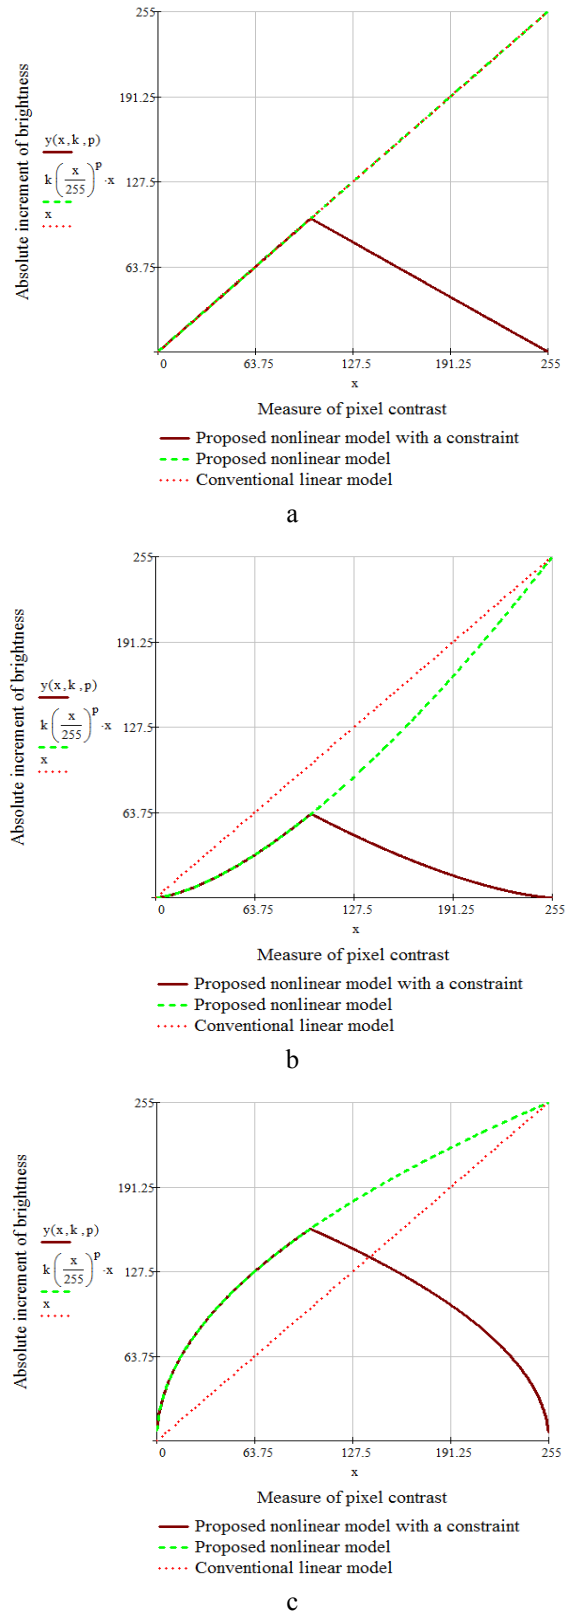 Absolute increment of brightness
y(x,k,p)
k(x/255)^p·x
x
255
191.25
127.5
63.75
0 63.75 127.5 191.25 255
x
Measure of pixel contrast
Proposed nonlinear model with a constraint
Proposed nonlinear model
Conventional linear model
a
Absolute increment of brightness
y(x,k,p)
k(x/255)^p·x
x
255
191.25
127.5
63.75
0 63.75 127.5 191.25 255
x
Measure of pixel contrast
Proposed nonlinear model with a constraint
Proposed nonlinear model
Conventional linear model
b
Absolute increment of brightness
y(x,k,p)
k(x/255)^p·x
x
255
191.25
127.5
63.75
0 63.75 127.5 191.25 255
x
Measure of pixel contrast
Proposed nonlinear model with a constraint
Proposed nonlinear model
Conventional linear model
c